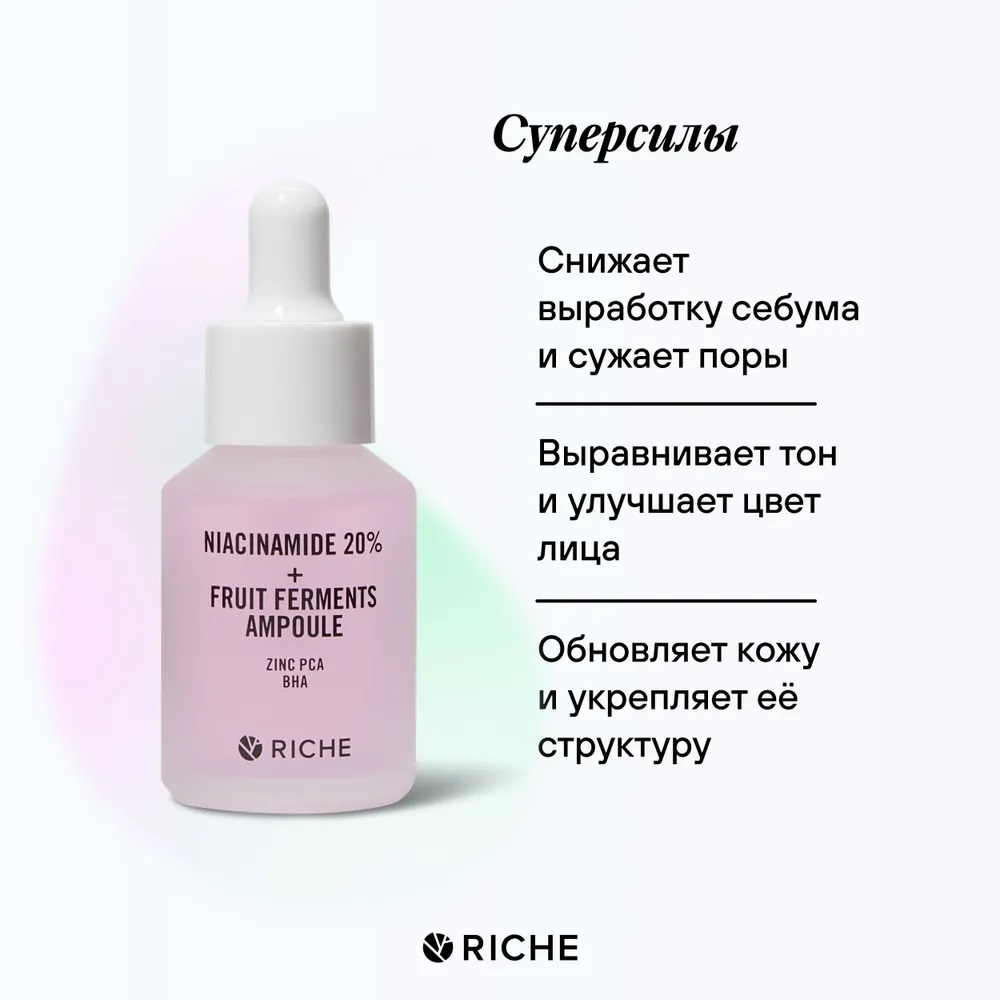 Суперсилы
Снижает
выработку себума
и сужает поры
Выравнивает тон
и улучшает цвет
лица
Обновляет кожу
и укрепляет её
структуру
NIACINAMIDE 20%
+
FRUIT FERMENTS
AMPOULE
ZINC PCA
BHA
RICHE
RICHE